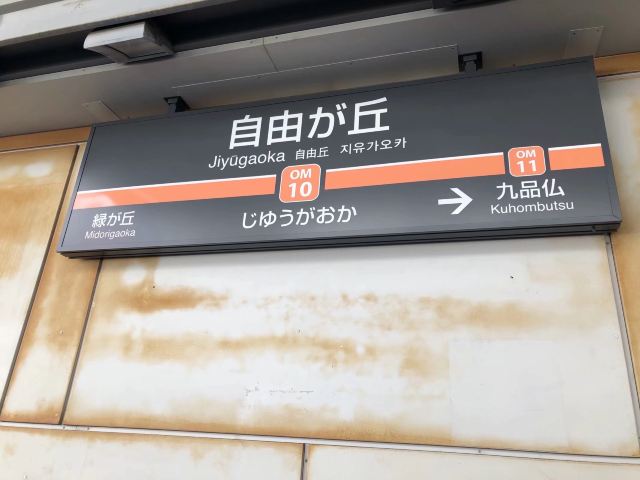 自由が丘
Jiyūgaoka 自由丘 지유가오카
OM
10
OM
11
緑が丘
Midorigaoka
じゆうがおか
→
九品仏
Kuhombutsu